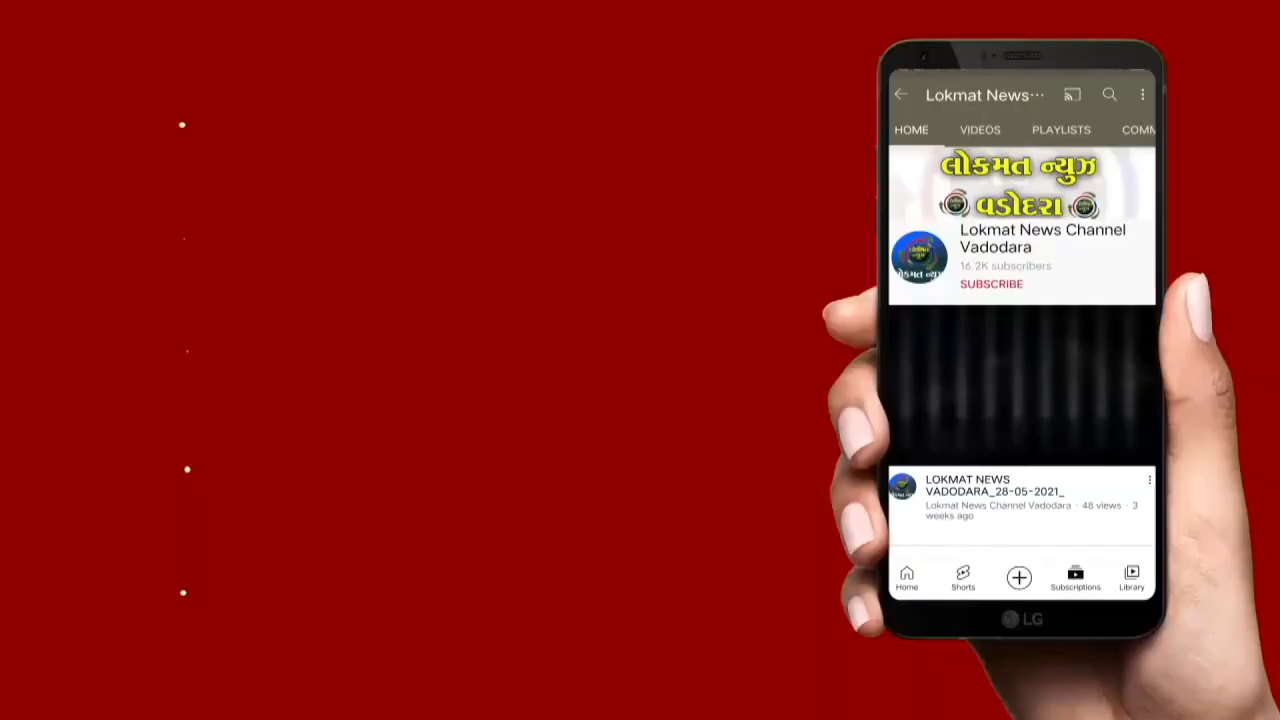 Lokmat News···
HOME VIDEOS PLAYLISTS COMM
લોકમત ન્યુઝ
વડોદરા
Lokmat News Channel
Vadodara
16.2K subscribers
SUBSCRIBE
LOKMAT NEWS
VADODARA_28-05-2021_
Lokmat News Channel Vadodara · 48 views · 3
weeks ago
Home Shorts Subscriptions Library
LG